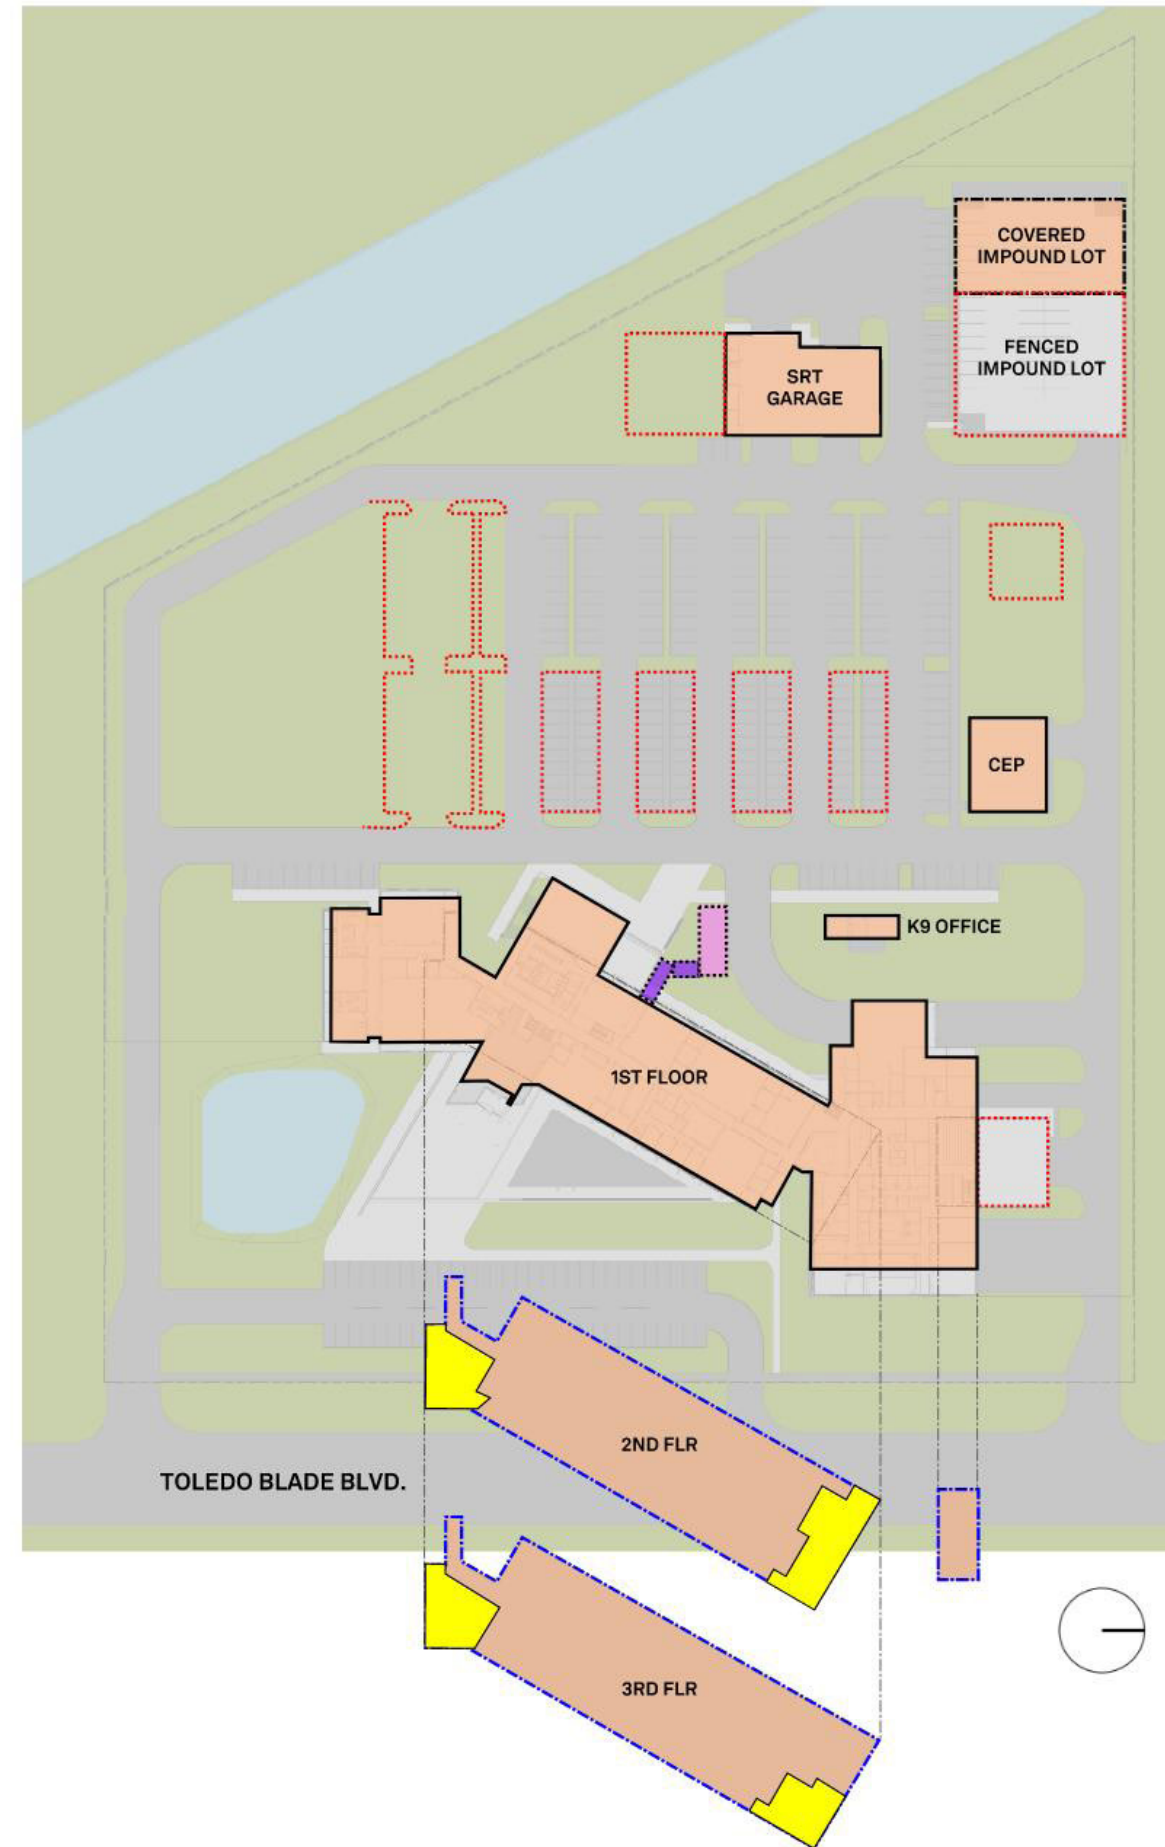 COVERED
IMPOUND LOT
FENCED
IMPOUND LOT
SRT
GARAGE
CEP
K9 OFFICE
1ST FLOOR
2ND FLR
TOLEDO BLADE BLVD.
3RD FLR